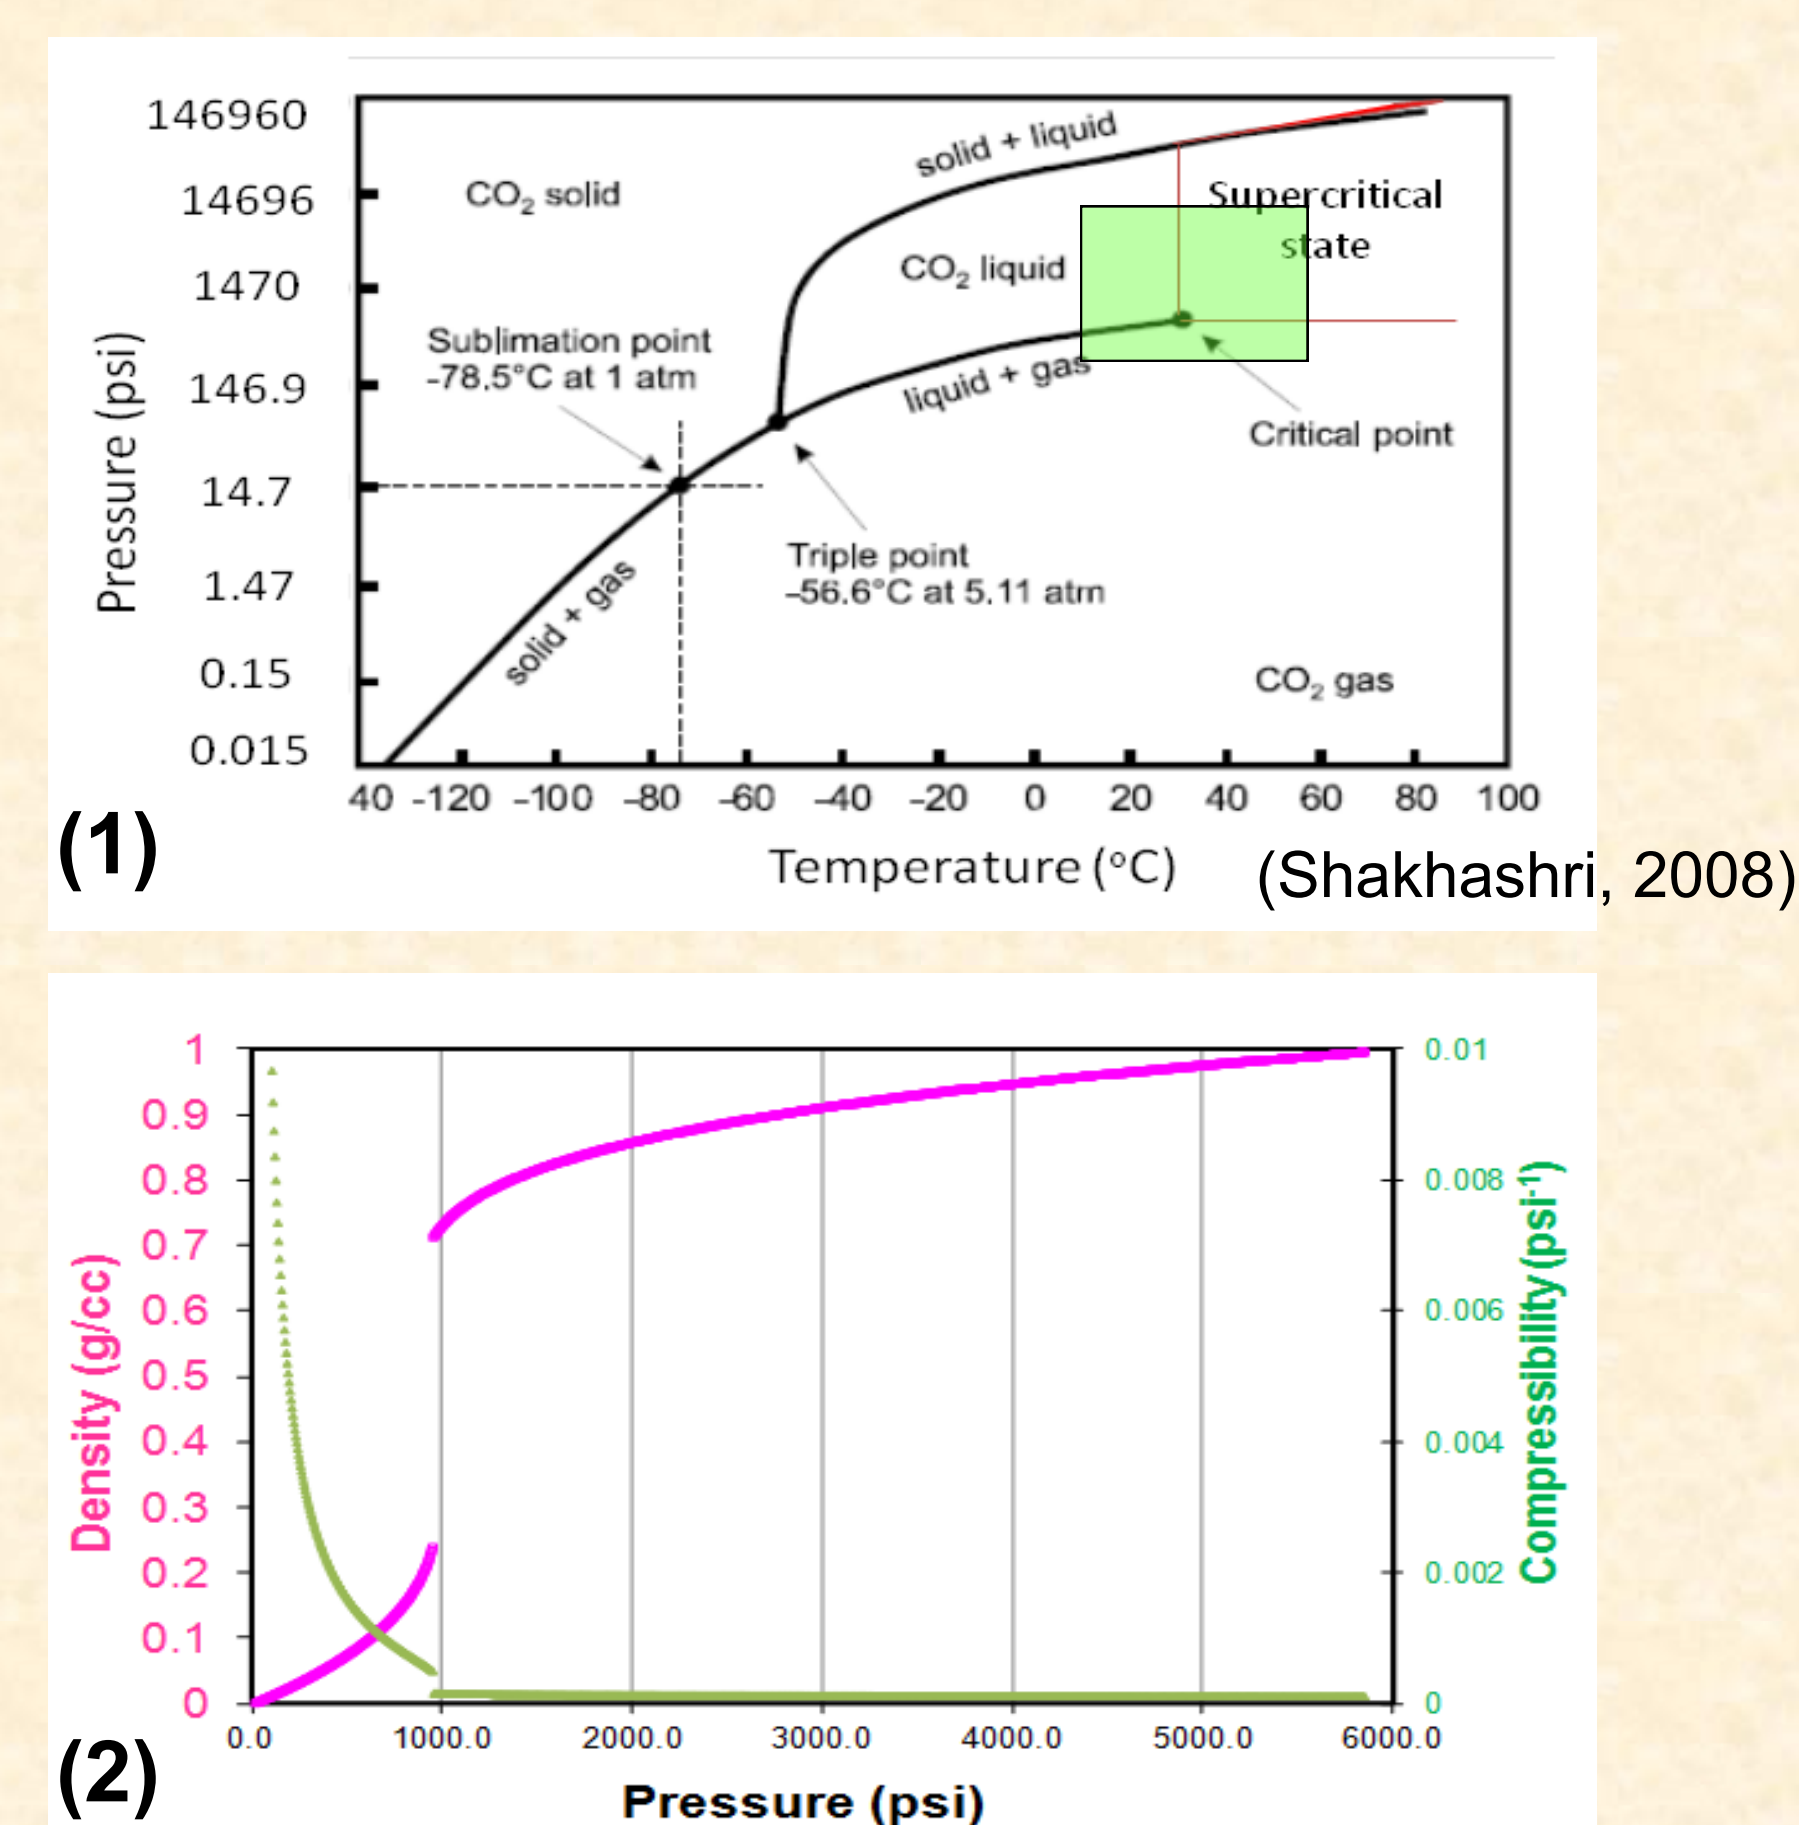 146960
14696
1470
146.9
14.7
1.47
0.15
0.015
Pressure (psi)
CO₂ solid
solid + liquid
Supercritical
state
CO₂ liquid
Sublimation point
-78.5°C at 1 atm
liquid + gas
Critical point
Triple point
-56.6°C at 5.11 atm
solid + gas
CO₂ gas
40 -120 -100 -80 -60 -40 -20 0 20 40 60 80 100
Temperature (°C)
(1)
(Shakhashri, 2008)
1
0.9
0.8
0.7
0.6
0.5
0.4
0.3
0.2
0.1
0
Density (g/cc)
0.01
0.008
0.006
0.004
0.002
0
Compressibility (psi⁻¹)
0.0 1000.0 2000.0 3000.0 4000.0 5000.0 6000.0
Pressure (psi)
(2)